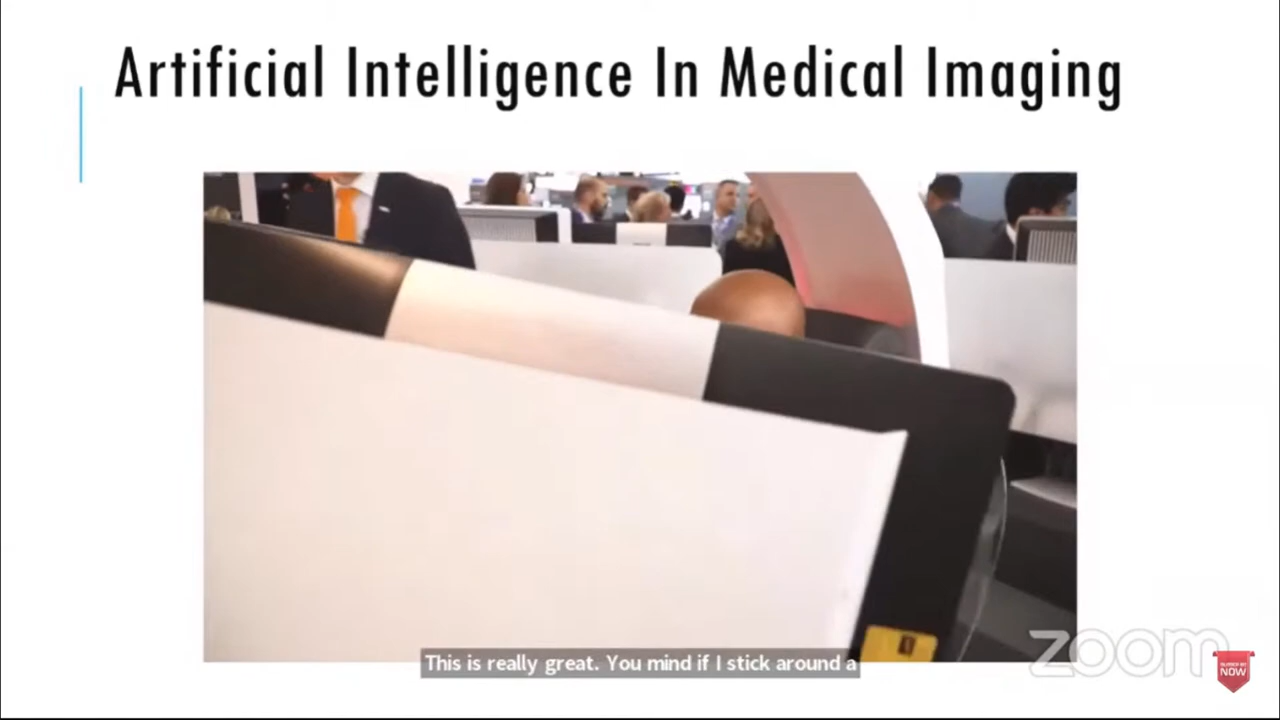 Artificial Intelligence In Medical Imaging
This is really great. You mind if I stick around a
zoom
NOW